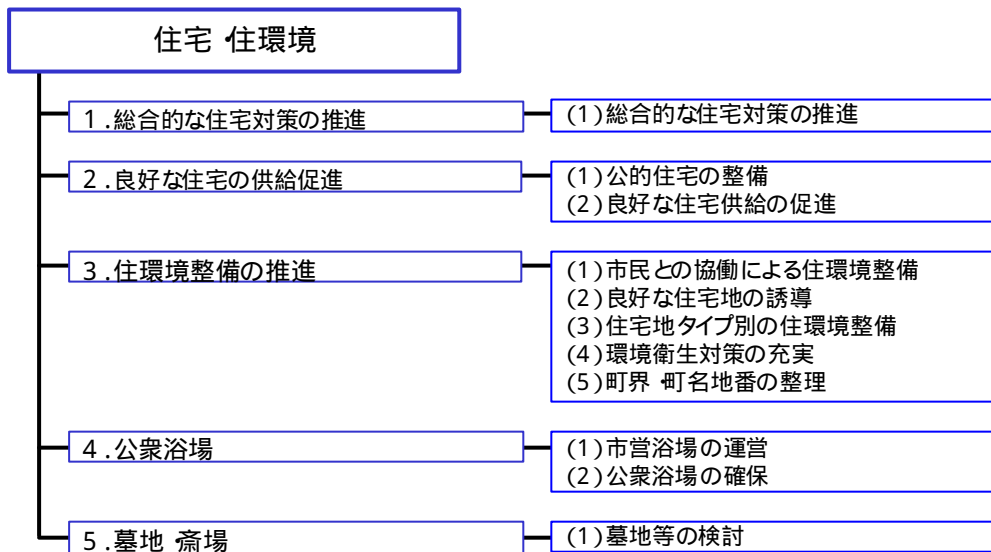 住宅・住環境
1.総合的な住宅対策の推進
(1)総合的な住宅対策の推進
2.良好な住宅の供給促進
(1)公的住宅の整備
(2)良好な住宅供給の促進
3.住環境整備の推進
(1)市民との協働による住環境整備
(2)良好な住宅地の誘導
(3)住宅地タイプ別の住環境整備
(4)環境衛生対策の充実
(5)町界・町名地番の整理
4.公衆浴場
(1)市営浴場の運営
(2)公衆浴場の確保
5.墓地・斎場
(1)墓地等の検討